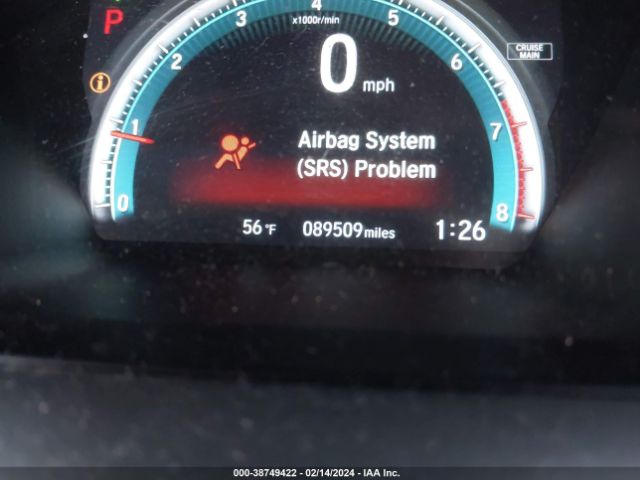 P
4
x1000r/min
3
5
2
6
1
7
0
8
0 mph
CRUISE
MAIN
i
Airbag System
(SRS) Problem
56 °F
089509 miles
1:26
000-38749422 - 02/14/2024 - IAA Inc.